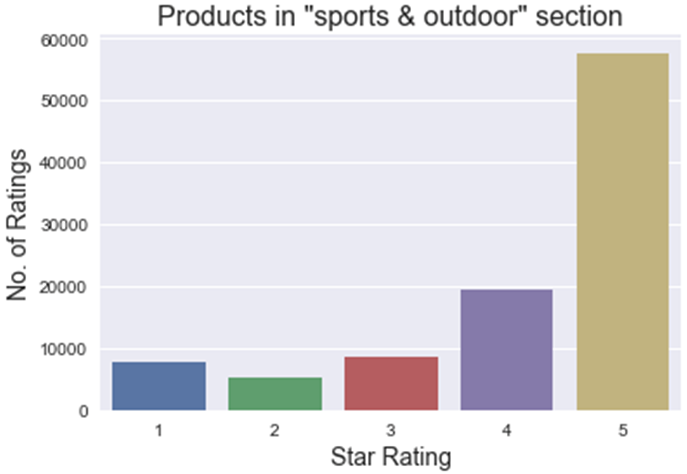 Products in "sports & outdoor" section
No. of Ratings
60000
50000
40000
30000
20000
10000
0
1 2 3 4 5
Star Rating